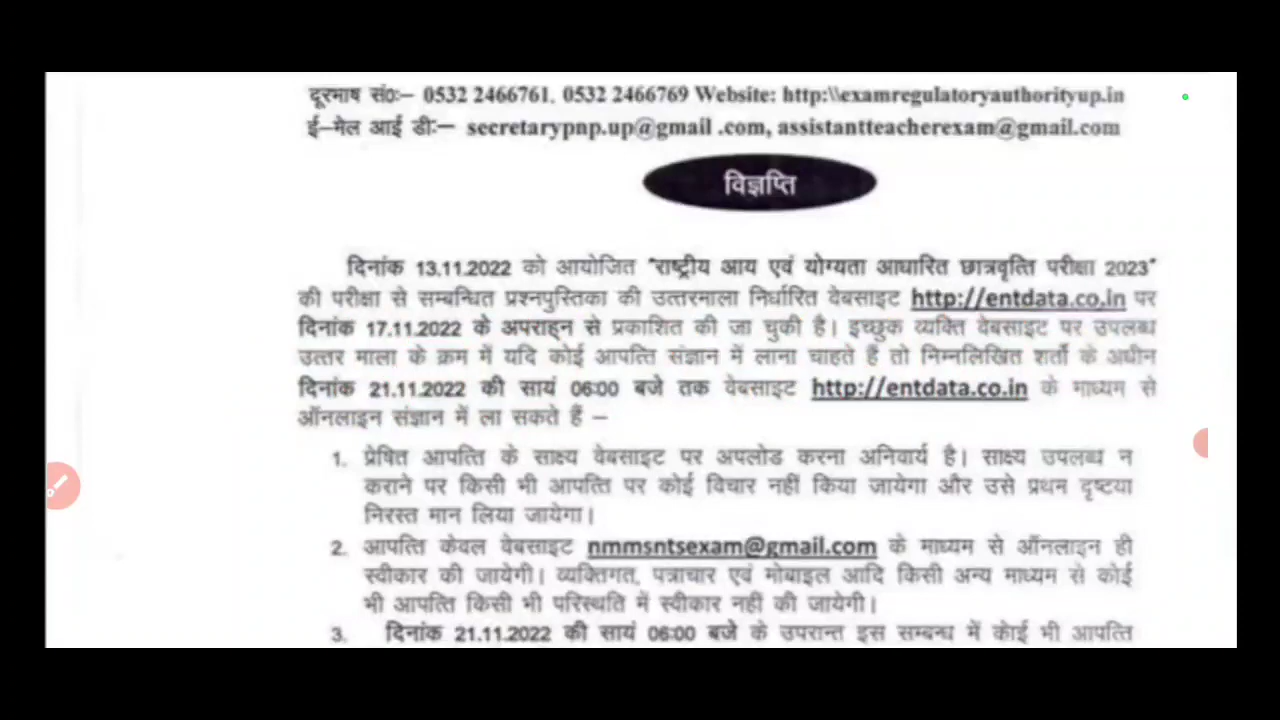 दूरभाष सं0:– 0532 2466761, 0532 2466769 Website: http:\\examregulatoryauthorityup.in
ई–मेल आई डी:– secretarypnp.up@gmail .com, assistantteacherexam@gmail.com
विज्ञप्ति
दिनांक 13.11.2022 को आयोजित "राष्ट्रीय आय एवं योग्यता आधारित छात्रवृत्ति परीक्षा 2023"
की परीक्षा से सम्बन्धित प्रश्नपुस्तिका की उत्तरमाला निर्धारित वेबसाइट http://entdata.co.in पर
दिनांक 17.11.2022 के अपराह्न से प्रकाशित की जा चुकी है। इच्छुक व्यक्ति वेबसाइट पर उपलब्ध
उत्तर माला के क्रम में यदि कोई आपत्ति संज्ञान में लाना चाहते हैं तो निम्नलिखित शर्तो के अधीन
दिनांक 21.11.2022 की सायं 06:00 बजे तक वेबसाइट http://entdata.co.in के माध्यम से
ऑनलाइन संज्ञान में ला सकते हैं –
1. प्रेषित आपत्ति के साक्ष्य वेबसाइट पर अपलोड करना अनिवार्य है। साक्ष्य उपलब्ध न
कराने पर किसी भी आपत्ति पर कोई विचार नहीं किया जायेगा और उसे प्रथन दृष्टया
निरस्त मान लिया जायेगा।
2. आपत्ति केवल वेबसाइट nmmsntsexam@gmail.com के माध्यम से ऑनलाइन ही
स्वीकार की जायेगी। व्यक्तिगत, पत्राचार एवं मोबाइल आदि किसी अन्य माध्यम से कोई
भी आपत्ति किसी भी परिस्थति में स्वीकार नहीं की जायेगी।
3. दिनांक 21.11.2022 की सायं 06:00 बजे के उपरान्त इस सम्बन्ध में केाई भी आपत्ति